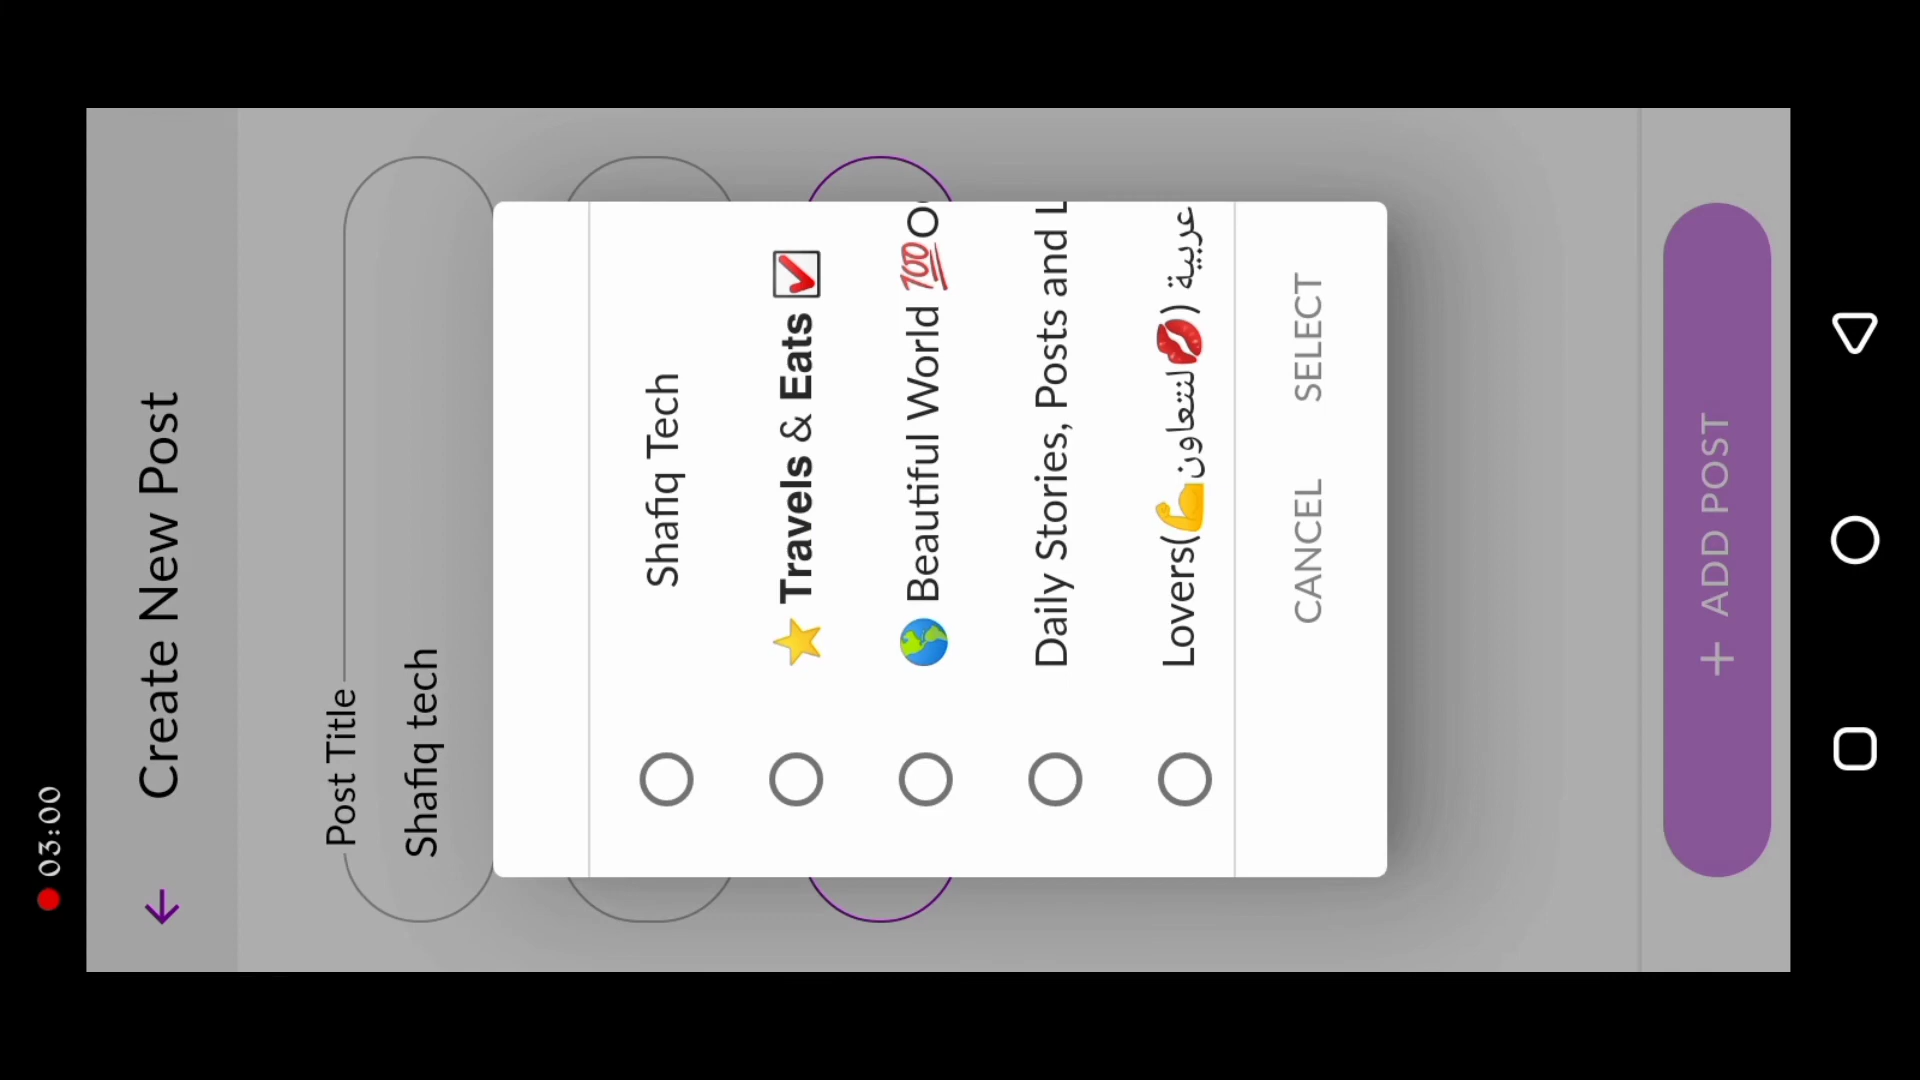 03:00
Create New Post
Post Title
Shafiq tech
Shafiq Tech
⭐ Travels & Eats ☑
🌎 Beautiful World 💯O
Daily Stories, Posts and L
Lovers(💪لنتعاون💋) عربية
CANCEL SELECT
+ ADD POST